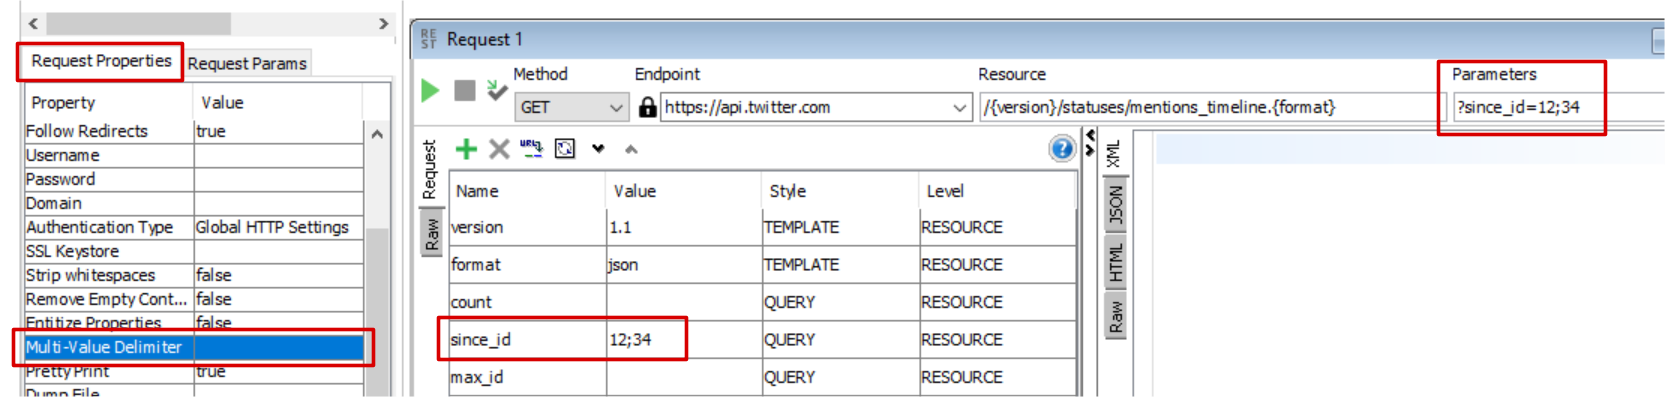 Request Properties Request Params
Property Value
Follow Redirects true
Username
Password
Domain
Authentication Type Global HTTP Settings
SSL Keystore
Strip whitespaces false
Remove Empty Cont... false
Entitize Properties false
Multi-Value Delimiter
Pretty Print true
Dump File
REST Request 1
Method Endpoint Resource Parameters
GET https://api.twitter.com /{version}/statuses/mentions_timeline.{format} ?since_id=12;34
Request
Raw
Name Value Style Level
version 1.1 TEMPLATE RESOURCE
format json TEMPLATE RESOURCE
count QUERY RESOURCE
since_id 12;34 QUERY RESOURCE
max_id QUERY RESOURCE
XML
JSON
HTML
Raw